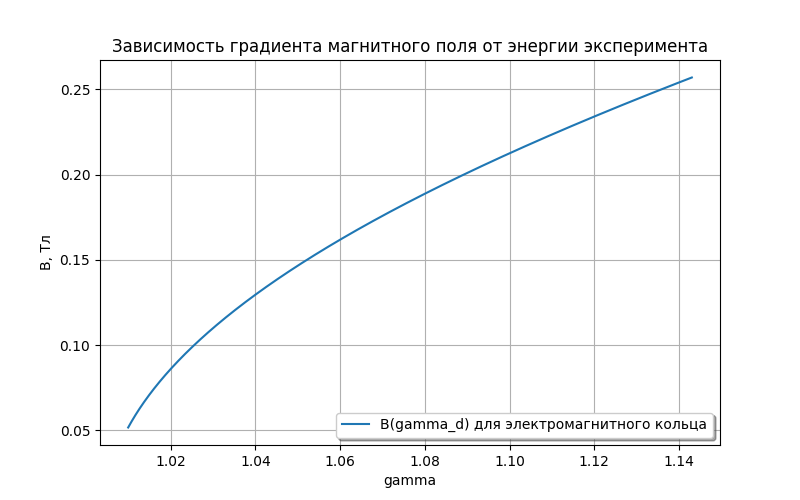 Зависимость градиента магнитного поля от энергии эксперимента
0.25
0.20
0.15
0.10
0.05
B, Тл
B(gamma_d) для электромагнитного кольца
1.02 1.04 1.06 1.08 1.10 1.12 1.14
gamma